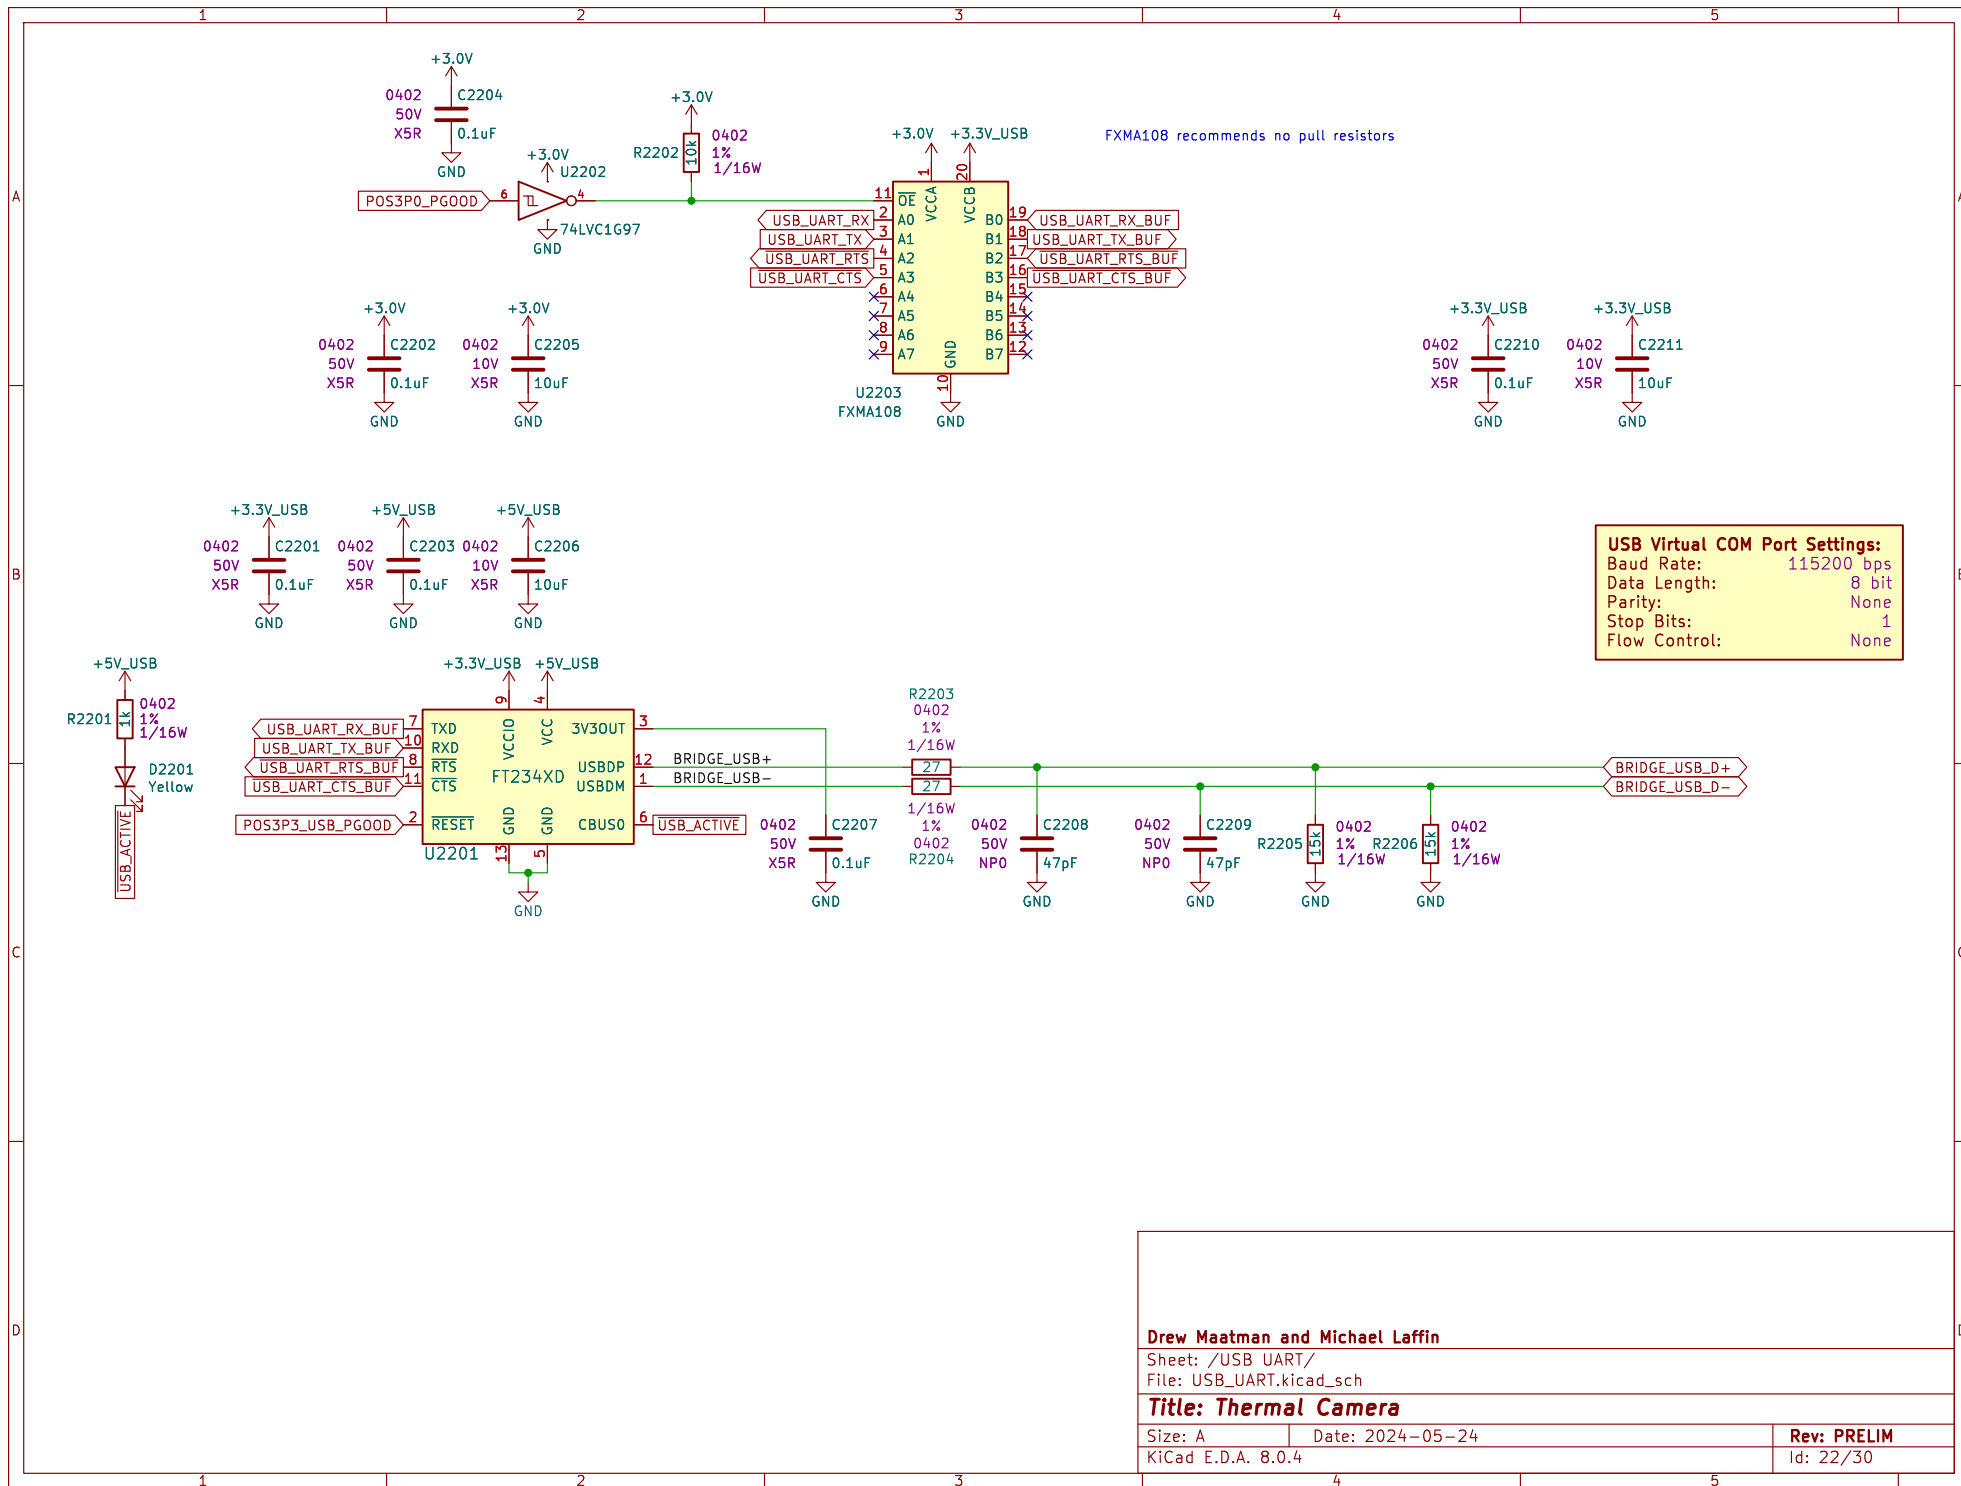 1 2 3 4 5
+3.0V
0402 C2204
50V
X5R 0.1uF
GND
+3.0V
0402
R2202 10k 1%
1/16W
+3.0V
U2202
POS3P0_PGOOD 6 4
74LVC1G97
GND
+3.0V +3.3V_USB
FXMA108 recommends no pull resistors
1 20
VCCA VCCB
11 OE
USB_UART_RX 2 A0 B0 19 USB_UART_RX_BUF
USB_UART_TX 3 A1 B1 18 USB_UART_TX_BUF
USB_UART_RTS 4 A2 B2 17 USB_UART_RTS_BUF
USB_UART_CTS 5 A3 B3 16 USB_UART_CTS_BUF
6 A4 B4 15
7 A5 B5 14
8 A6 B6 13
9 A7 B7 12
GND
10
U2203
FXMA108
GND
A
+3.0V
0402 C2202
50V
X5R 0.1uF
GND
+3.0V
0402 C2205
10V
X5R 10uF
GND
+3.3V_USB
0402 C2210
50V
X5R 0.1uF
GND
+3.3V_USB
0402 C2211
10V
X5R 10uF
GND
+3.3V_USB
0402 C2201
50V
X5R 0.1uF
GND
+5V_USB
0402 C2203
50V
X5R 0.1uF
GND
+5V_USB
0402 C2206
10V
X5R 10uF
GND
B
USB Virtual COM Port Settings:
Baud Rate: 115200 bps
Data Length: 8 bit
Parity: None
Stop Bits: 1
Flow Control: None
+5V_USB
0402
R2201 1k 1%
1/16W
D2201
Yellow
USB_ACTIVE
+3.3V_USB +5V_USB
9 4
VCCIO VCC
USB_UART_RX_BUF 7 TXD 3V3OUT 3
USB_UART_TX_BUF 10 RXD
USB_UART_RTS_BUF 8 RTS USBDP 12 BRIDGE_USB+
USB_UART_CTS_BUF 11 CTS USBDM 1 BRIDGE_USB-
FT234XD
POS3P3_USB_PGOOD 2 RESET CBUS0 6 USB_ACTIVE
GND GND
U2201 13 5
GND
R2203
0402
1%
1/16W
27
27
1/16W
1%
0402
R2204
BRIDGE_USB_D+
BRIDGE_USB_D-
0402 C2207
50V
X5R 0.1uF
GND
0402 C2208
50V
NP0 47pF
GND
0402 C2209
50V
NP0 47pF
GND
0402
R2205 15k 1%
1/16W
GND
0402
R2206 15k 1%
1/16W
GND
C
D
Drew Maatman and Michael Laffin
Sheet: /USB UART/
File: USB_UART.kicad_sch
Title: Thermal Camera
Size: A Date: 2024-05-24 Rev: PRELIM
KiCad E.D.A. 8.0.4 Id: 22/30
1 2 3 4 5